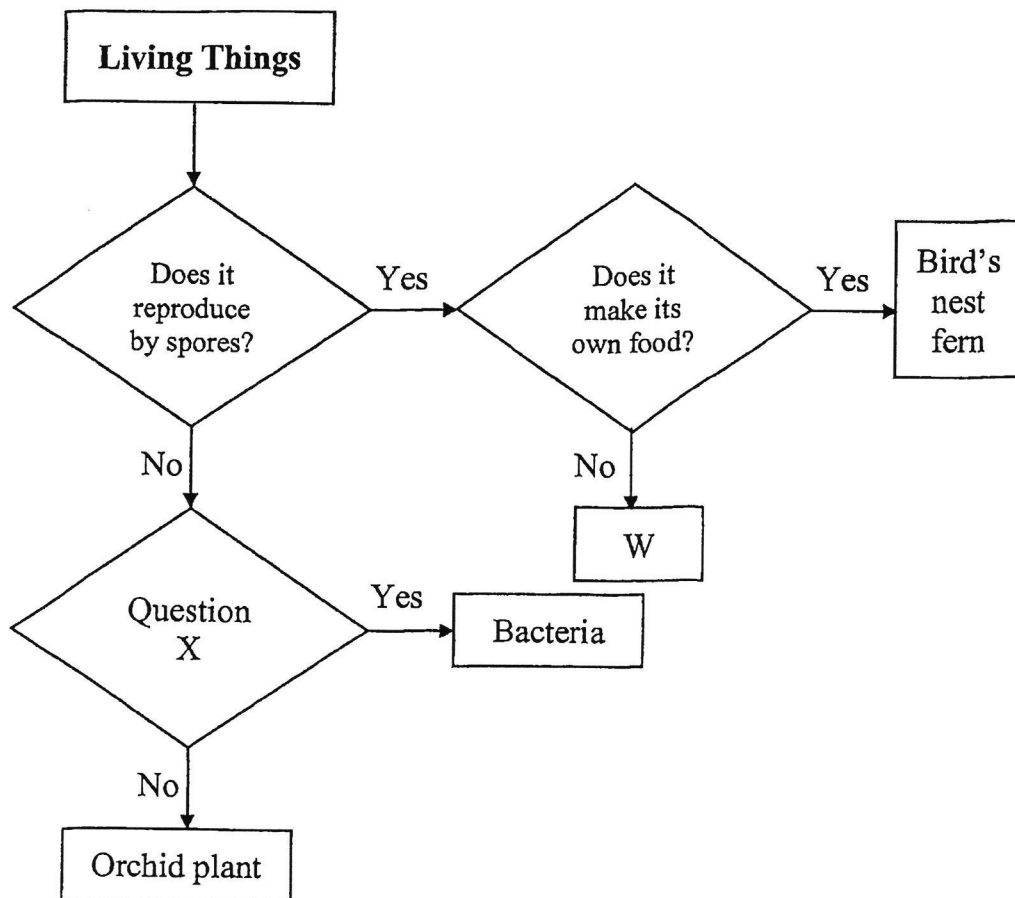 Living Things
Does it
reproduce
by spores?
Yes
Does it
make its
own food?
Yes
Bird's
nest
fern
No
No
W
Question
X
Yes
Bacteria
No
Orchid plant